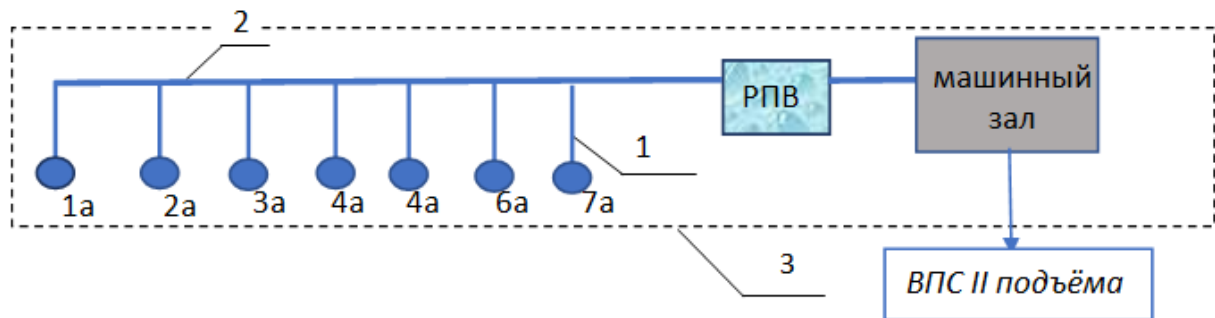 2
РПВ
машинный
зал
1
1а 2а 3а 4а 4а 6а 7а
3
ВПС II подъёма